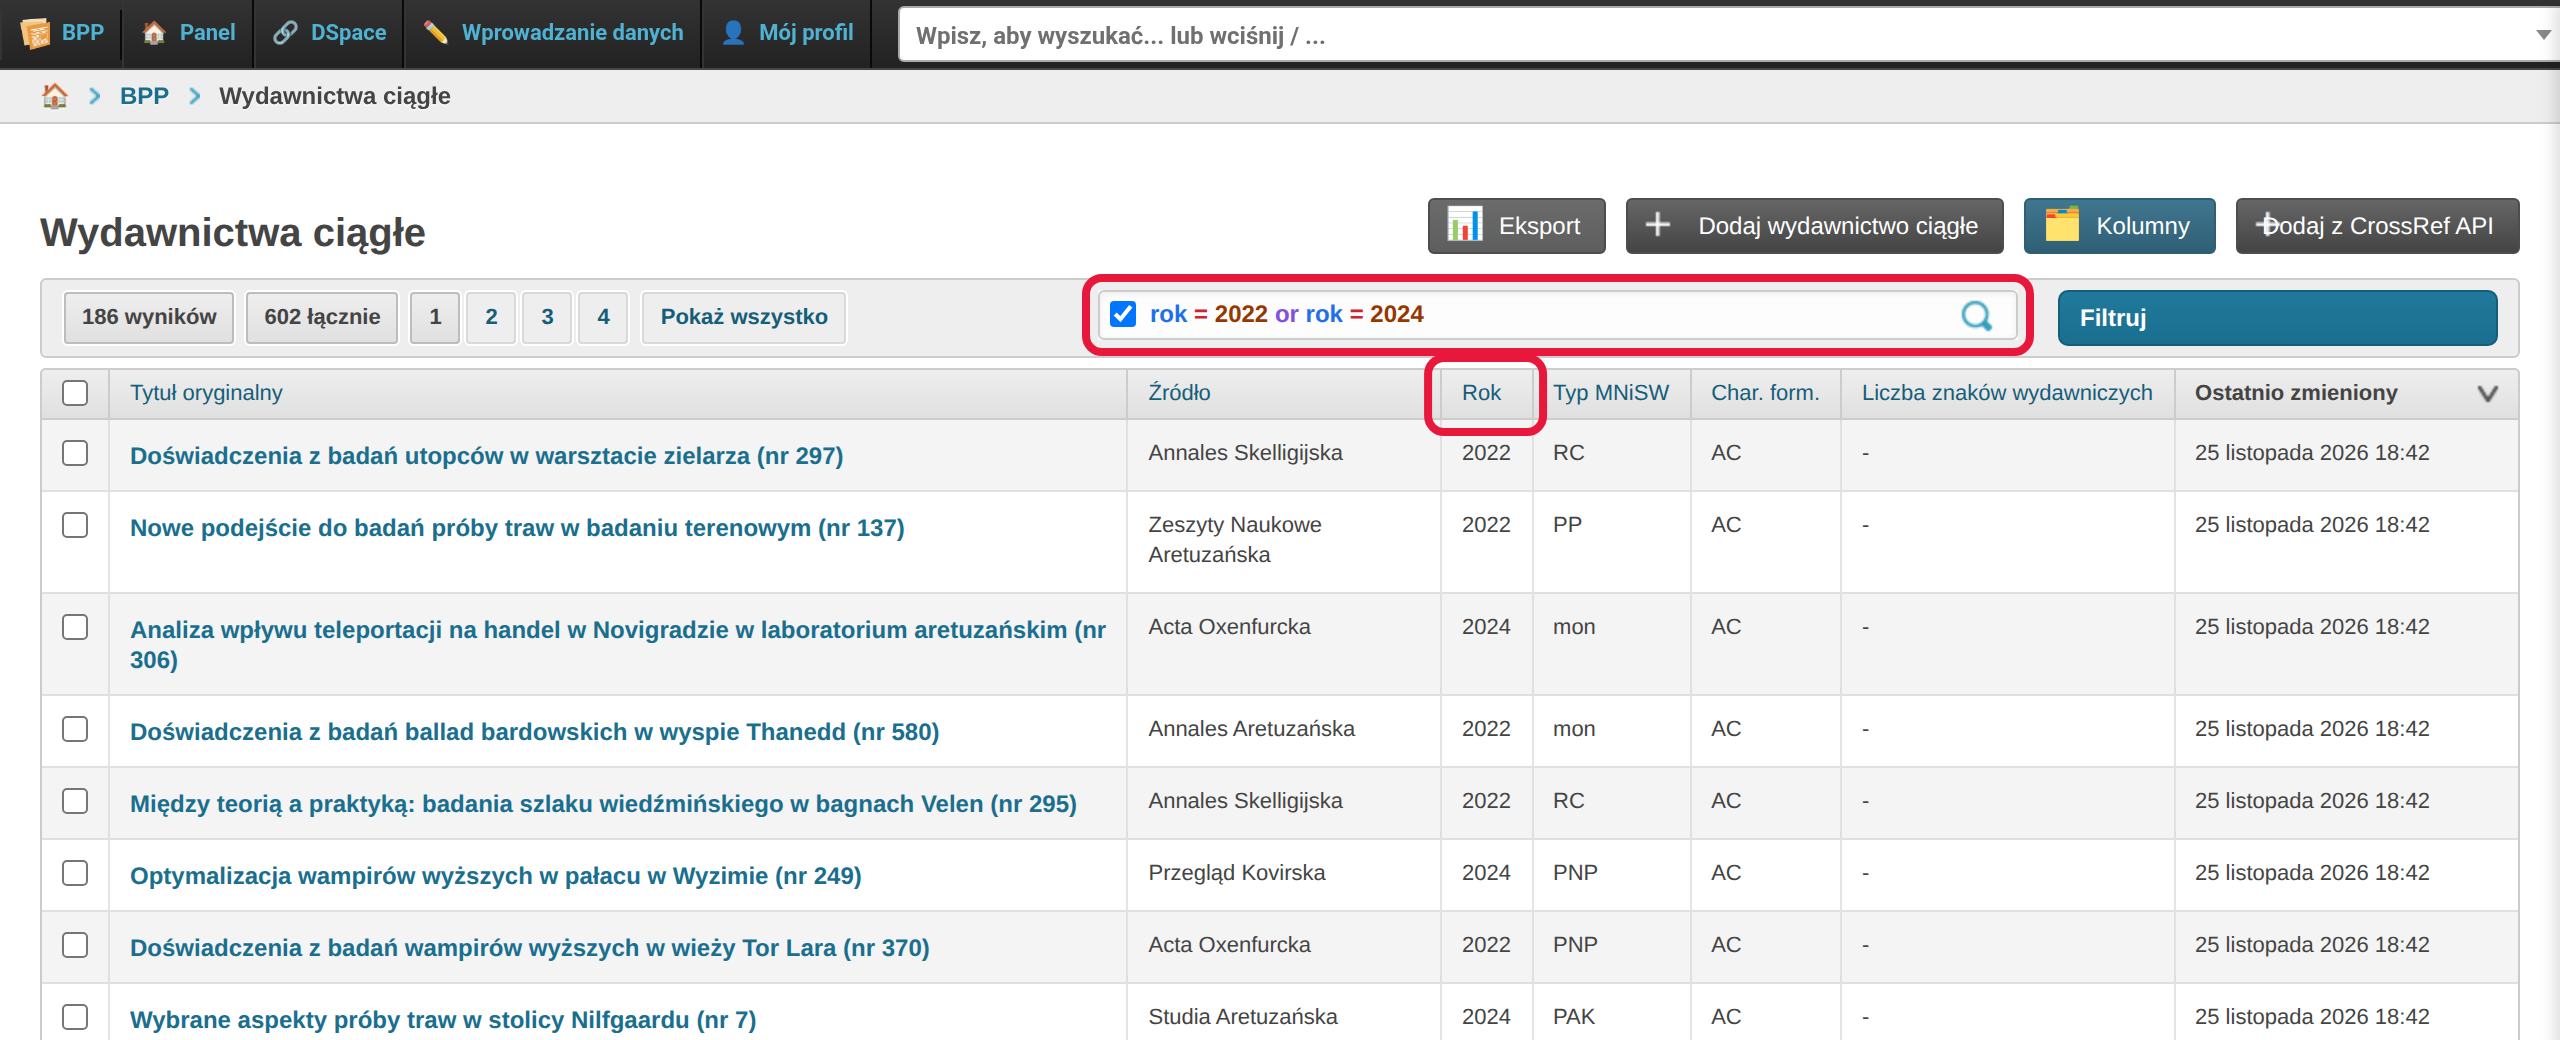 BPP Panel DSpace Wprowadzanie danych Mój profil Wpisz, aby wyszukać... lub wciśnij / ...
BPP Wydawnictwa ciągłe
Wydawnictwa ciągłe Eksport Dodaj wydawnictwo ciągłe Kolumny Dodaj z CrossRef API
186 wyników 602 łącznie 1 2 3 4 Pokaż wszystko rok = 2022 or rok = 2024 Filtruj
Tytuł oryginalny Źródło Rok Typ MNiSW Char. form. Liczba znaków wydawniczych Ostatnio zmieniony
Doświadczenia z badań utopców w warsztacie zielarza (nr 297) Annales Skelligijska 2022 RC AC - 25 listopada 2026 18:42
Nowe podejście do badań próby traw w badaniu terenowym (nr 137) Zeszyty Naukowe 2022 PP AC - 25 listopada 2026 18:42
Aretuzańska
Analiza wpływu teleportacji na handel w Novigradzie w laboratorium aretuzańskim (nr Acta Oxenfurcka 2024 mon AC - 25 listopada 2026 18:42
306)
Doświadczenia z badań ballad bardowskich w wyspie Thanedd (nr 580) Annales Aretuzańska 2022 mon AC - 25 listopada 2026 18:42
Między teorią a praktyką: badania szlaku wiedźmińskiego w bagnach Velen (nr 295) Annales Skelligijska 2022 RC AC - 25 listopada 2026 18:42
Optymalizacja wampirów wyższych w pałacu w Wyzimie (nr 249) Przegląd Kovirska 2024 PNP AC - 25 listopada 2026 18:42
Doświadczenia z badań wampirów wyższych w wieży Tor Lara (nr 370) Acta Oxenfurcka 2022 PNP AC - 25 listopada 2026 18:42
Wybrane aspekty próby traw w stolicy Nilfgaardu (nr 7) Studia Aretuzańska 2024 PAK AC - 25 listopada 2026 18:42